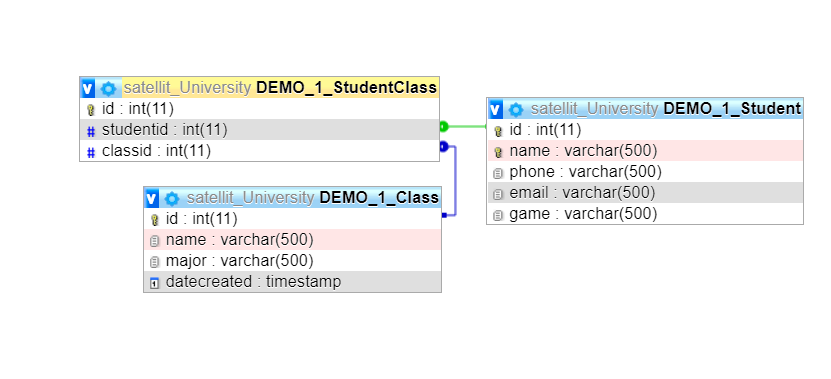 v satellit_University DEMO_1_StudentClass
id : int(11)
# studentid : int(11)
# classid : int(11)
v satellit_University DEMO_1_Student
id : int(11)
name : varchar(500)
phone : varchar(500)
email : varchar(500)
game : varchar(500)
v satellit_University DEMO_1_Class
id : int(11)
name : varchar(500)
major : varchar(500)
datecreated : timestamp